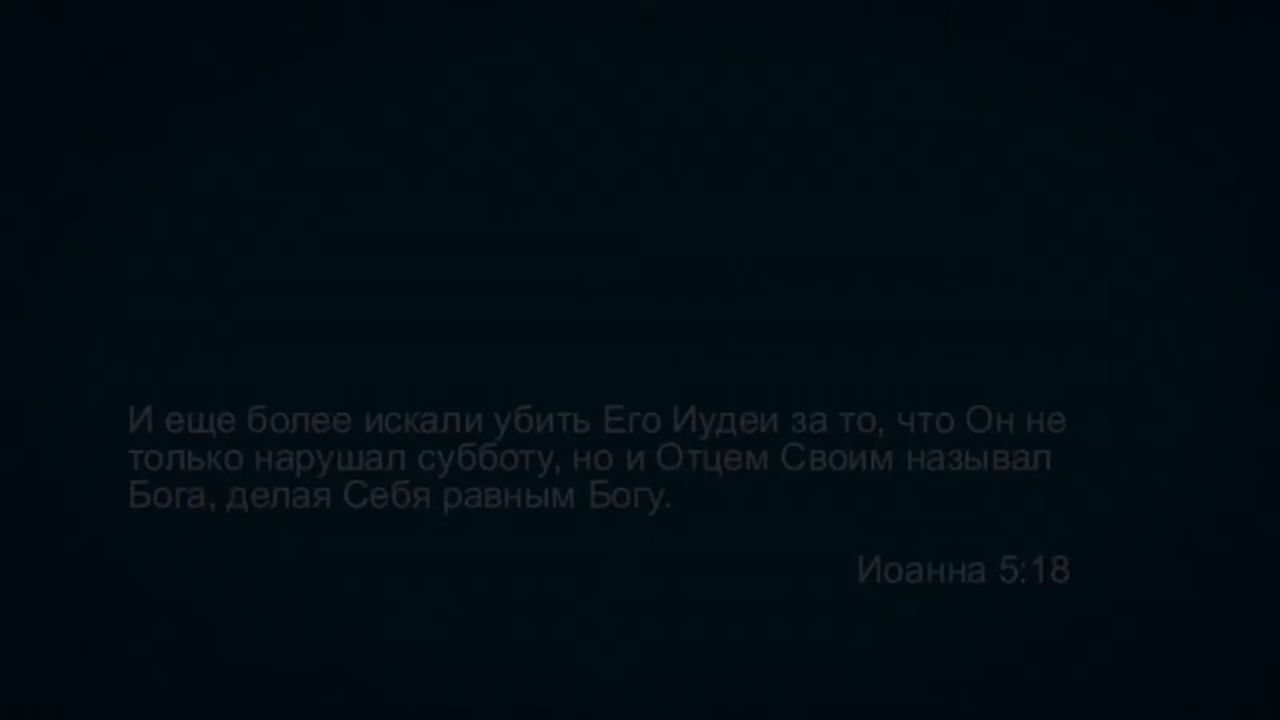 И еще более искали убить Его Иудеи за то, что Он не
только нарушал субботу, но и Отцем Своим называл
Бога, делая Себя равным Богу.
Иоанна 5:18